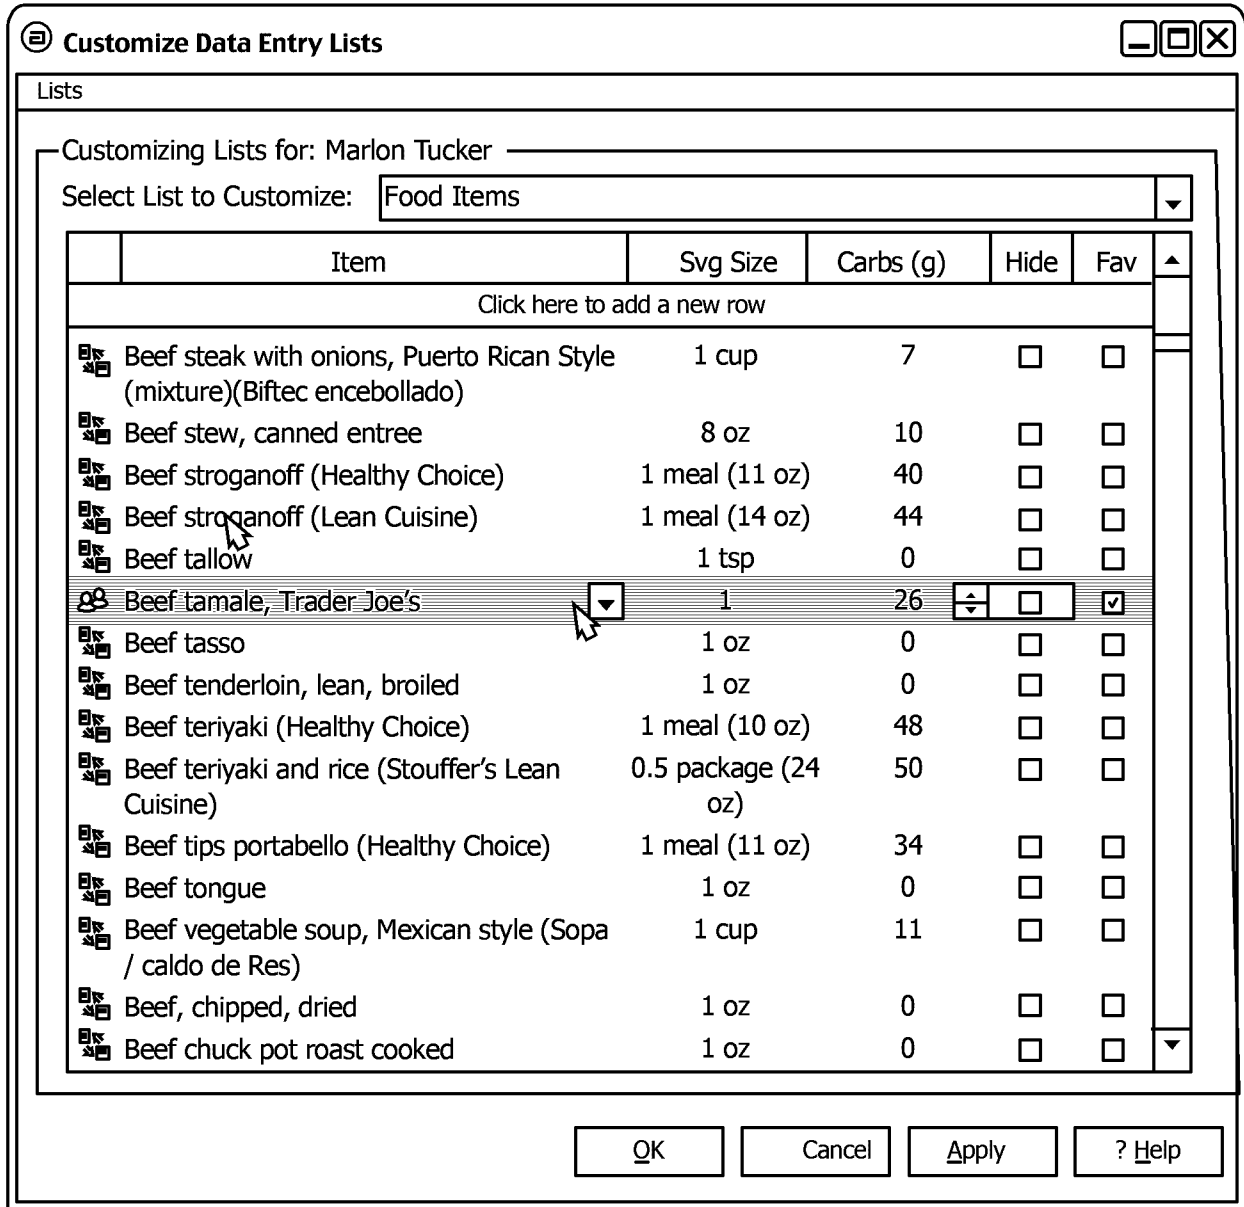 Customize Data Entry Lists
Lists
Customizing Lists for: Marlon Tucker
Select List to Customize: Food Items
Item Svg Size Carbs (g) Hide Fav
Click here to add a new row
Beef steak with onions, Puerto Rican Style 1 cup 7
(mixture)(Biftec encebollado)
Beef stew, canned entree 8 oz 10
Beef stroganoff (Healthy Choice) 1 meal (11 oz) 40
Beef stroganoff (Lean Cuisine) 1 meal (14 oz) 44
Beef tallow 1 tsp 0
Beef tamale, Trader Joe's 1 26
Beef tasso 1 oz 0
Beef tenderloin, lean, broiled 1 oz 0
Beef teriyaki (Healthy Choice) 1 meal (10 oz) 48
Beef teriyaki and rice (Stouffer's Lean 0.5 package (24 50
Cuisine) oz)
Beef tips portabello (Healthy Choice) 1 meal (11 oz) 34
Beef tongue 1 oz 0
Beef vegetable soup, Mexican style (Sopa 1 cup 11
/ caldo de Res)
Beef, chipped, dried 1 oz 0
Beef chuck pot roast cooked 1 oz 0
OK Cancel Apply ? Help